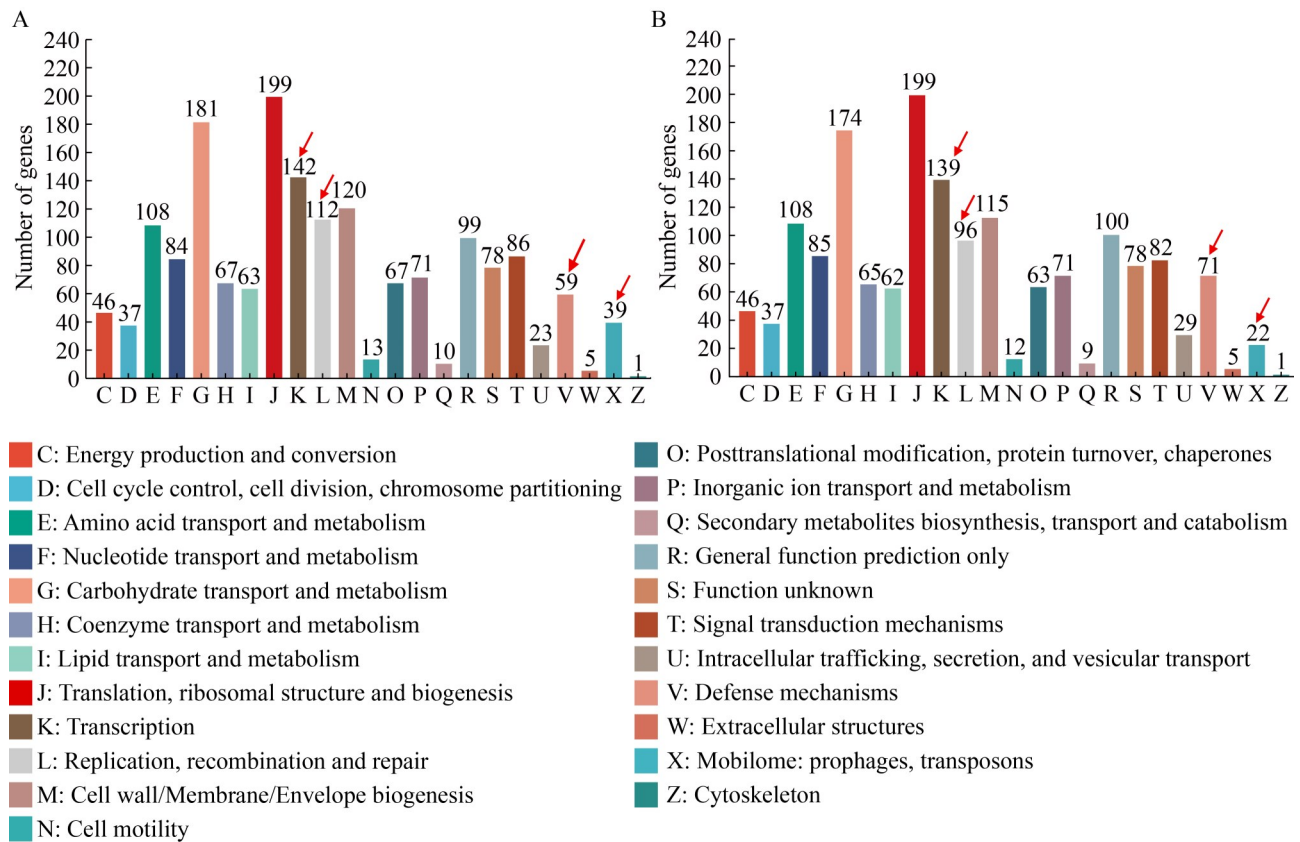 A
Number of genes
240
220
200
180
160
140
120
100
80
60
40
20
0
46 37 108 84 181 67 63 199 142 112 120 13 67 71 10 99 78 86 23 59 5 39 1
C D E F G H I J K L M N O P Q R S T U V W X Z
B
Number of genes
240
220
200
180
160
140
120
100
80
60
40
20
0
46 37 108 85 174 65 62 199 139 96 115 12 63 71 9 100 78 82 29 71 5 22 1
C D E F G H I J K L M N O P Q R S T U V W X Z
C: Energy production and conversion
D: Cell cycle control, cell division, chromosome partitioning
E: Amino acid transport and metabolism
F: Nucleotide transport and metabolism
G: Carbohydrate transport and metabolism
H: Coenzyme transport and metabolism
I: Lipid transport and metabolism
J: Translation, ribosomal structure and biogenesis
K: Transcription
L: Replication, recombination and repair
M: Cell wall/Membrane/Envelope biogenesis
N: Cell motility
O: Posttranslational modification, protein turnover, chaperones
P: Inorganic ion transport and metabolism
Q: Secondary metabolites biosynthesis, transport and catabolism
R: General function prediction only
S: Function unknown
T: Signal transduction mechanisms
U: Intracellular trafficking, secretion, and vesicular transport
V: Defense mechanisms
W: Extracellular structures
X: Mobilome: prophages, transposons
Z: Cytoskeleton